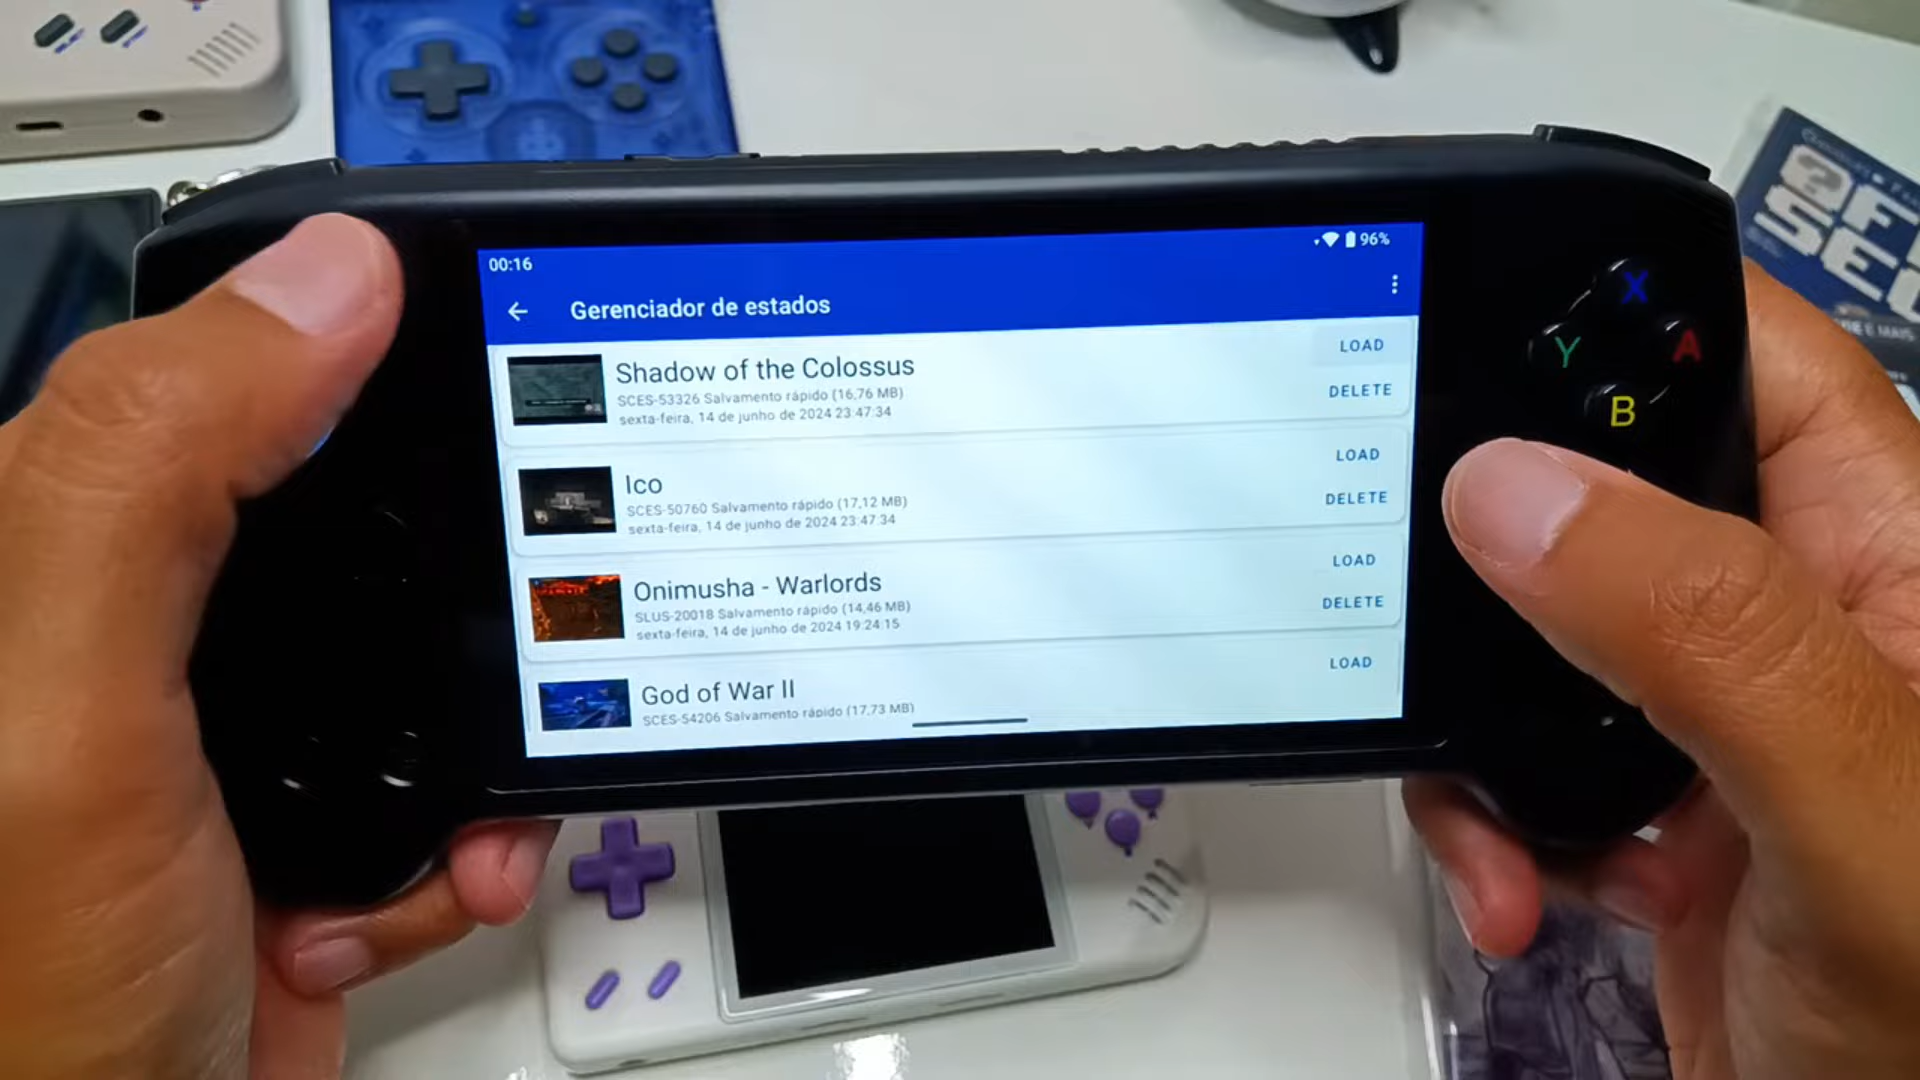 00:16
96%
Gerenciador de estados
Shadow of the Colossus
SCES-53326 Salvamento rápido (16,76 MB)
sexta-feira, 14 de junho de 2024 23:47:34
LOAD
DELETE
Ico
SCES-50760 Salvamento rápido (17,12 MB)
sexta-feira, 14 de junho de 2024 23:47:34
LOAD
DELETE
Onimusha - Warlords
SLUS-20018 Salvamento rápido (14,46 MB)
sexta-feira, 14 de junho de 2024 19:24:15
LOAD
DELETE
God of War II
SCES-54206 Salvamento rápido (17,73 MB)
LOAD
X
Y
A
B
E MAIS